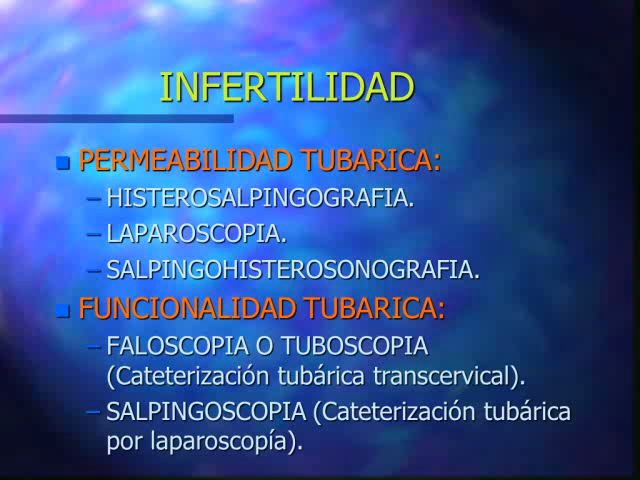 INFERTILIDAD
PERMEABILIDAD TUBARICA:
– HISTEROSALPINGOGRAFIA.
– LAPAROSCOPIA.
– SALPINGOHISTEROSONOGRAFIA.
FUNCIONALIDAD TUBARICA:
– FALOSCOPIA O TUBOSCOPIA
(Cateterización tubárica transcervical).
– SALPINGOSCOPIA (Cateterización tubárica
por laparoscopía).